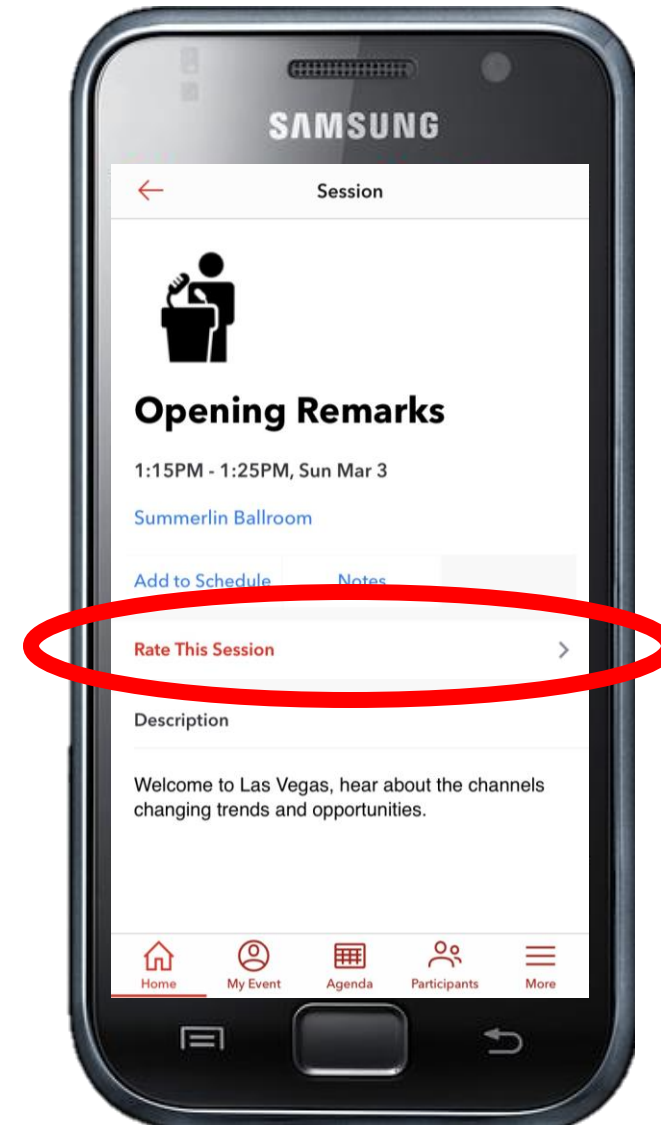 SAMSUNG
Session
Opening Remarks
1:15PM - 1:25PM, Sun Mar 3
Summerlin Ballroom
Add to Schedule Notes
Rate This Session
Description
Welcome to Las Vegas, hear about the channels
changing trends and opportunities.
Home My Event Agenda Participants More